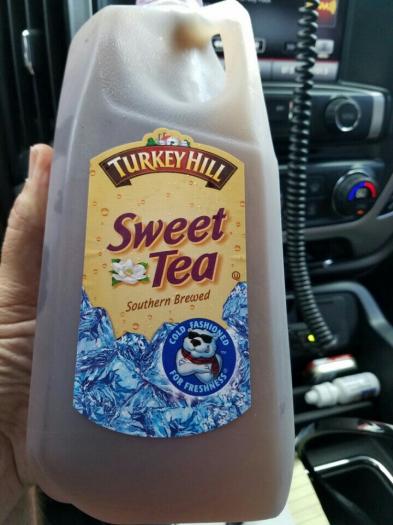 TURKEY HILL
Sweet
Tea
Southern Brewed
COLD FASHIONED
FOR FRESHNESS